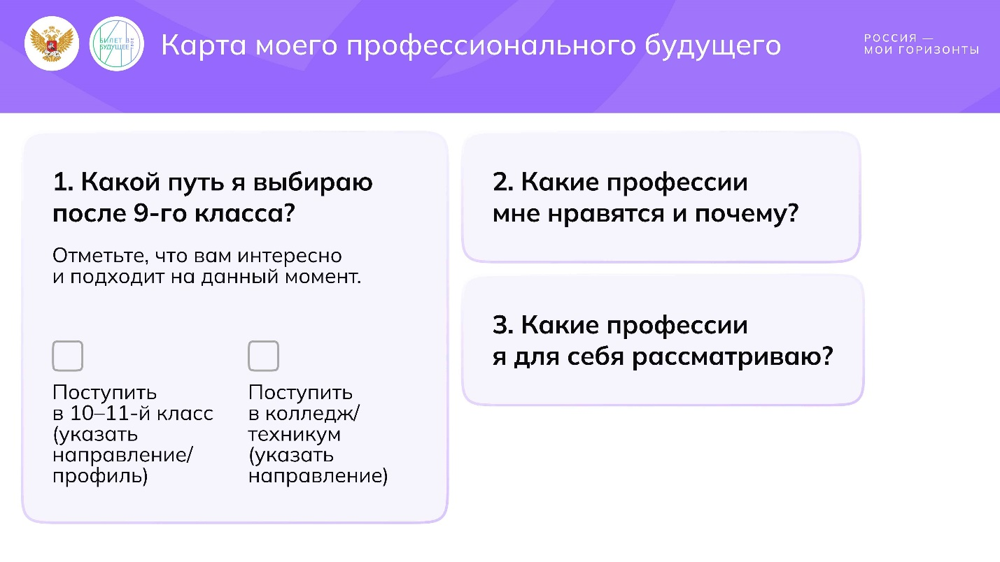 БИЛЕТ В
БУДУЩЕЕ
ТВОЕ
Карта моего профессионального будущего
РОССИЯ —
МОИ ГОРИЗОНТЫ
1. Какой путь я выбираю
после 9-го класса?
Отметьте, что вам интересно
и подходит на данный момент.
Поступить
в 10–11-й класс
(указать
направление/
профиль)
Поступить
в колледж/
техникум
(указать
направление)
2. Какие профессии
мне нравятся и почему?
3. Какие профессии
я для себя рассматриваю?